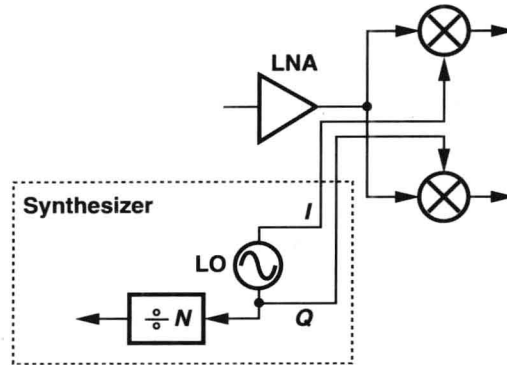 LNA
Synthesizer
I
LO
÷ N
Q